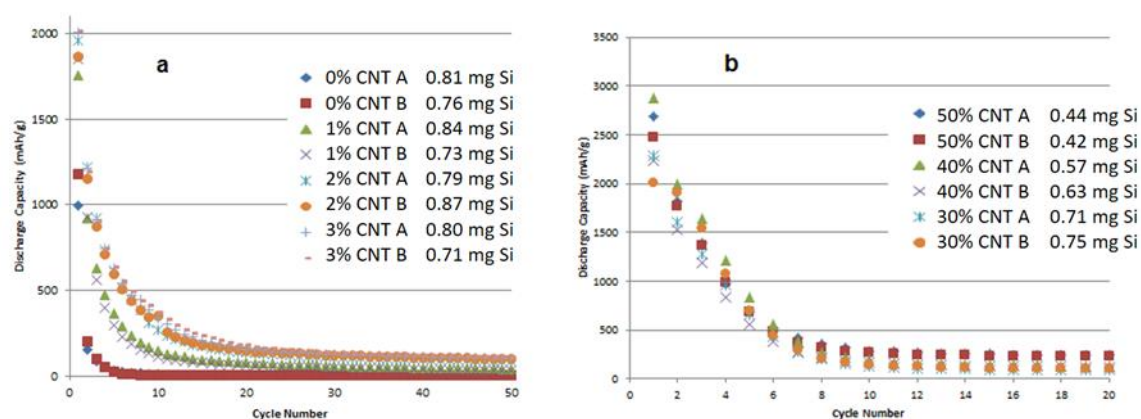 a
2000
1500
1000
500
0
Discharge Capacity (mAh/g)
0 10 20 30 40 50
Cycle Number
0% CNT A 0.81 mg Si
0% CNT B 0.76 mg Si
1% CNT A 0.84 mg Si
1% CNT B 0.73 mg Si
2% CNT A 0.79 mg Si
2% CNT B 0.87 mg Si
3% CNT A 0.80 mg Si
3% CNT B 0.71 mg Si
b
3500
3000
2500
2000
1500
1000
500
0
Discharge Capacity (mAh/g)
0 2 4 6 8 10 12 14 16 18 20
Cycle Number
50% CNT A 0.44 mg Si
50% CNT B 0.42 mg Si
40% CNT A 0.57 mg Si
40% CNT B 0.63 mg Si
30% CNT A 0.71 mg Si
30% CNT B 0.75 mg Si